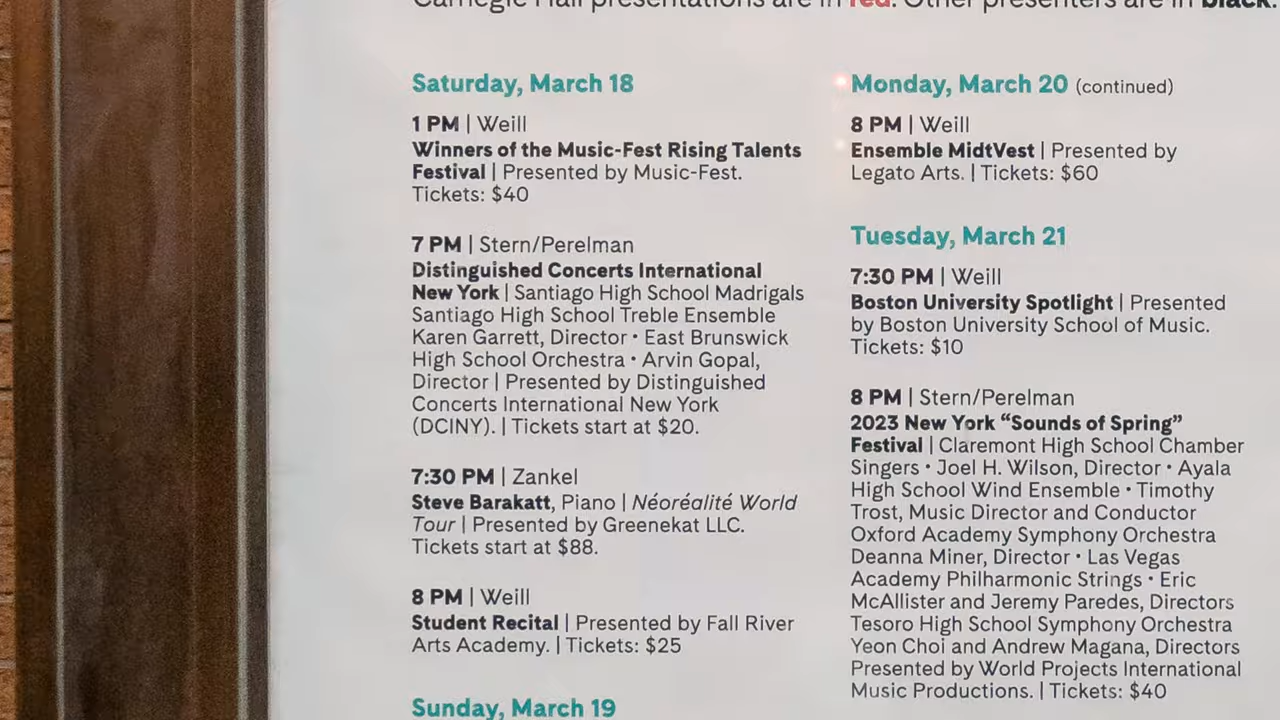 Carnegie Hall presentations are in red. Other presenters are in black.
Saturday, March 18
1 PM | Weill
Winners of the Music-Fest Rising Talents
Festival | Presented by Music-Fest.
Tickets: $40
7 PM | Stern/Perelman
Distinguished Concerts International
New York | Santiago High School Madrigals
Santiago High School Treble Ensemble
Karen Garrett, Director • East Brunswick
High School Orchestra • Arvin Gopal,
Director | Presented by Distinguished
Concerts International New York
(DCINY). | Tickets start at $20.
7:30 PM | Zankel
Steve Barakatt, Piano | Néoréalité World
Tour | Presented by Greenekat LLC.
Tickets start at $88.
8 PM | Weill
Student Recital | Presented by Fall River
Arts Academy. | Tickets: $25
Sunday, March 19
Monday, March 20 (continued)
8 PM | Weill
Ensemble MidtVest | Presented by
Legato Arts. | Tickets: $60
Tuesday, March 21
7:30 PM | Weill
Boston University Spotlight | Presented
by Boston University School of Music.
Tickets: $10
8 PM | Stern/Perelman
2023 New York “Sounds of Spring”
Festival | Claremont High School Chamber
Singers • Joel H. Wilson, Director • Ayala
High School Wind Ensemble • Timothy
Trost, Music Director and Conductor
Oxford Academy Symphony Orchestra
Deanna Miner, Director • Las Vegas
Academy Philharmonic Strings • Eric
McAllister and Jeremy Paredes, Directors
Tesoro High School Symphony Orchestra
Yeon Choi and Andrew Magana, Directors
Presented by World Projects International
Music Productions. | Tickets: $40